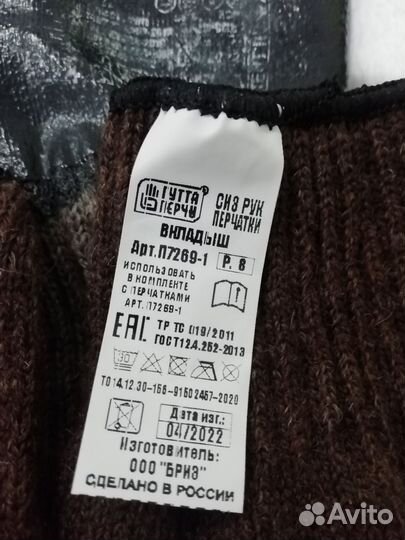 ГУТТА
ПЕРЧИ
СИЗ РУК
ПЕРЧАТКИ
ВКЛАДЫШ
Арт.П7269-1
Р. 8
ИСПОЛЬЗОВАТЬ
В КОМПЛЕКТЕ
С ПЕРЧАТКАМИ
АРТ. П7269-1
ЕАС
ТР ТС 019/2011
ГОСТ12.4.252-2013
30
ТО14.12.30-158-91502457-2020
Дата изг.:
04/2022
Изготовитель:
ООО "БРИЗ"
СДЕЛАНО В РОССИИ
Avito